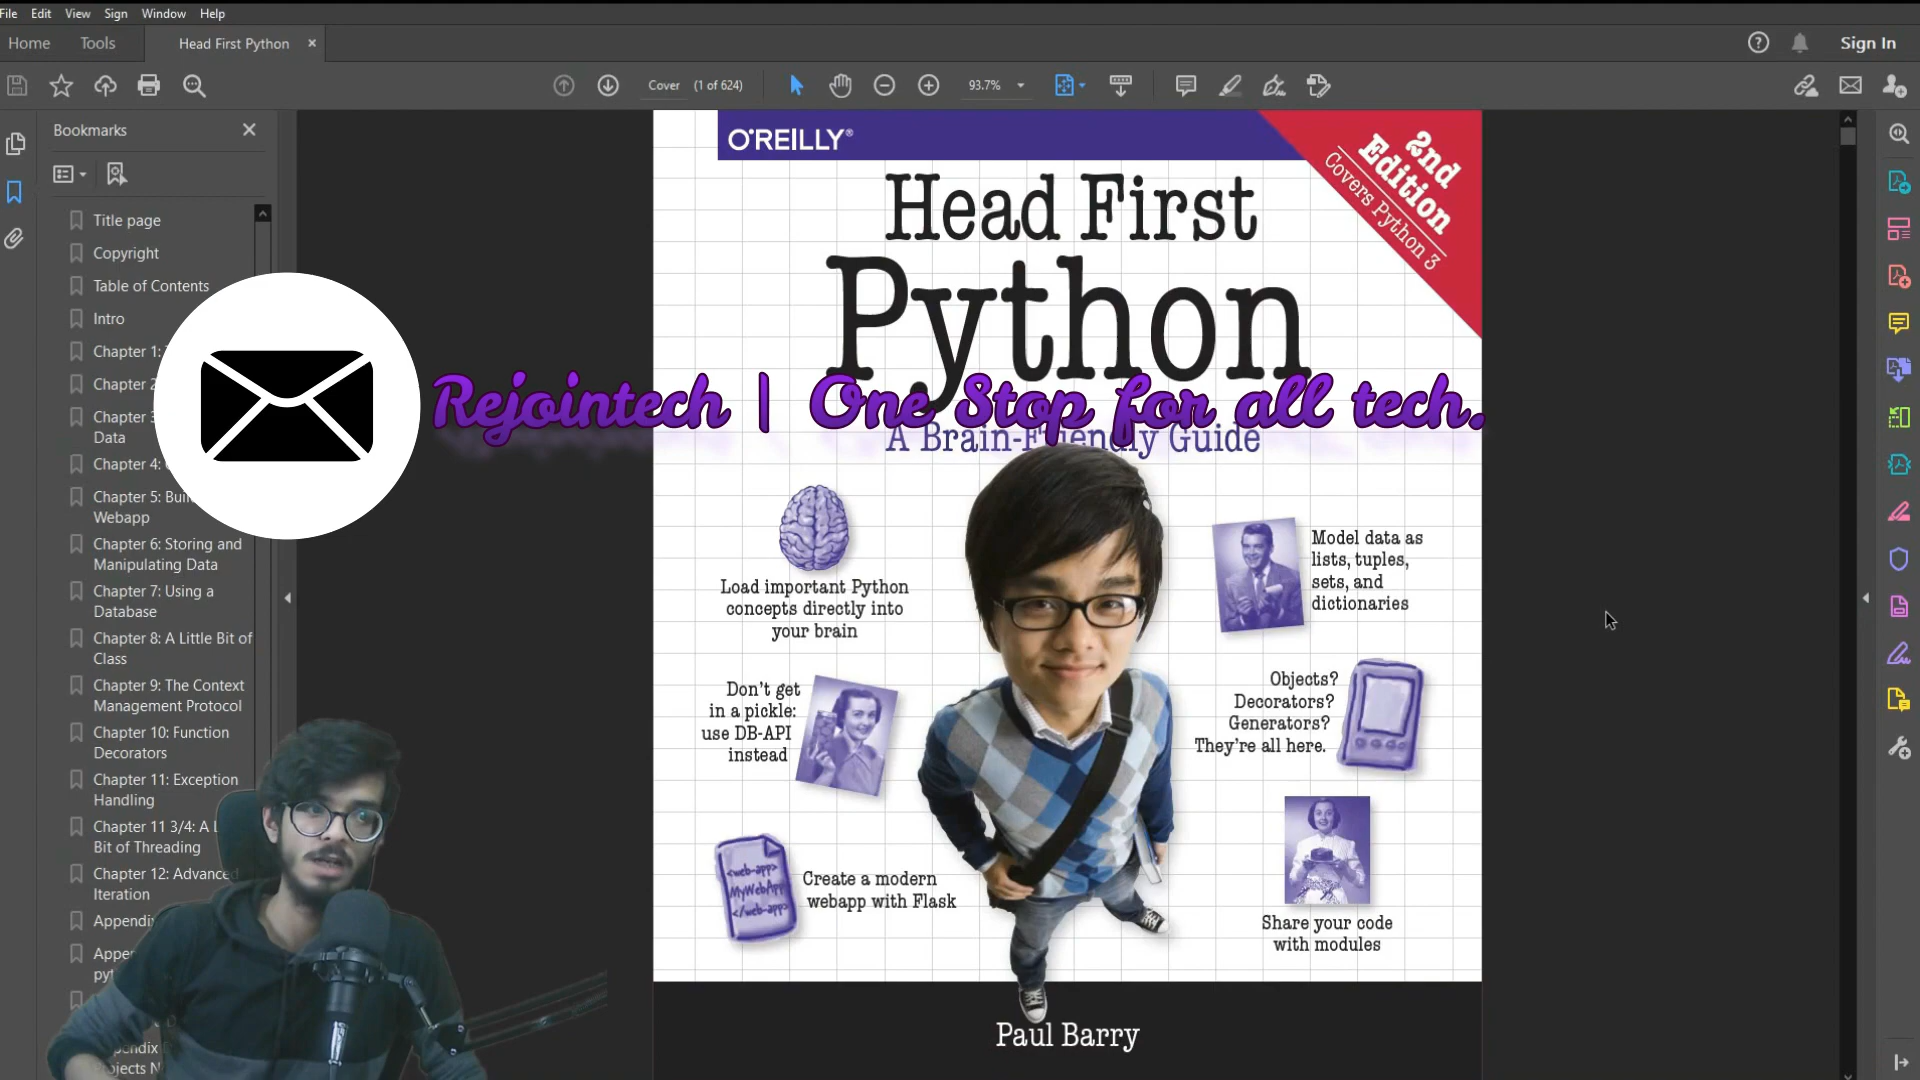 File Edit View Sign Window Help
Home Tools Head First Python × Sign In
Cover (1 of 624) 93.7%
Bookmarks
Title page
Copyright
Table of Contents
Intro
Chapter 1:
Chapter 2
Chapter 3
Data
Chapter 4:
Chapter 5:
Webapp
Chapter 6: Storing and
Manipulating Data
Chapter 7: Using a
Database
Chapter 8: A Little Bit of
Class
Chapter 9: The Context
Management Protocol
Chapter 10: Function
Decorators
Chapter 11: Exception
Handling
Chapter 11 3/4: A
Bit of Threading
Chapter 12: Advanced
Iteration
Rejointech | One Stop for all tech.
O'REILLY®
2nd
Edition
Covers Python 3
Head First
Python
A Brain-Friendly Guide
Load important Python
concepts directly into
your brain
Model data as
lists, tuples,
sets, and
dictionaries
Don't get
in a pickle:
use DB-API
instead
Objects?
Decorators?
Generators?
They're all here.
<web-app>
MyWebApp
</web-app>
Create a modern
webapp with Flask
Share your code
with modules
Paul Barry